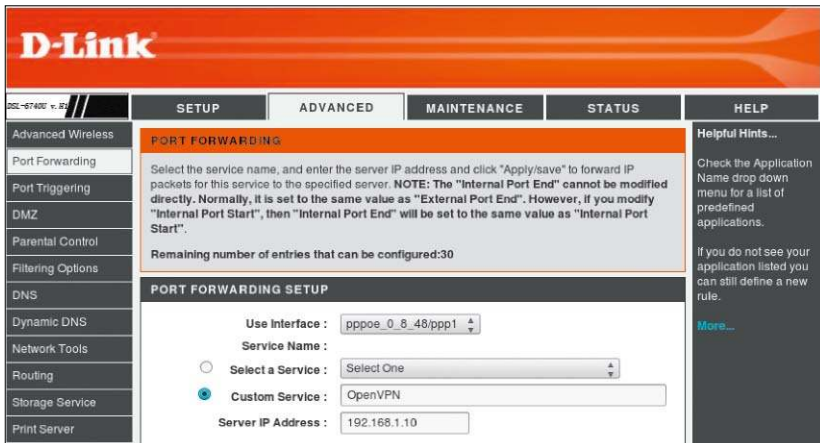 D-Link
DSL-6740U v.H1
SETUP
ADVANCED
MAINTENANCE
STATUS
HELP
Advanced Wireless
Port Forwarding
Port Triggering
DMZ
Parental Control
Filtering Options
DNS
Dynamic DNS
Network Tools
Routing
Storage Service
Print Server
PORT FORWARDING
Select the service name, and enter the server IP address and click "Apply/save" to forward IP
packets for this service to the specified server. NOTE: The "Internal Port End" cannot be modified
directly. Normally, it is set to the same value as "External Port End". However, if you modify
"Internal Port Start", then "Internal Port End" will be set to the same value as "Internal Port
Start".
Remaining number of entries that can be configured:30
PORT FORWARDING SETUP
Use Interface : pppoe_0_8_48/ppp1
Service Name :
Select a Service : Select One
Custom Service : OpenVPN
Server IP Address : 192.168.1.10
Helpful Hints...
Check the Application
Name drop down
menu for a list of
predefined
applications.
If you do not see your
application listed you
can still define a new
rule.
More...